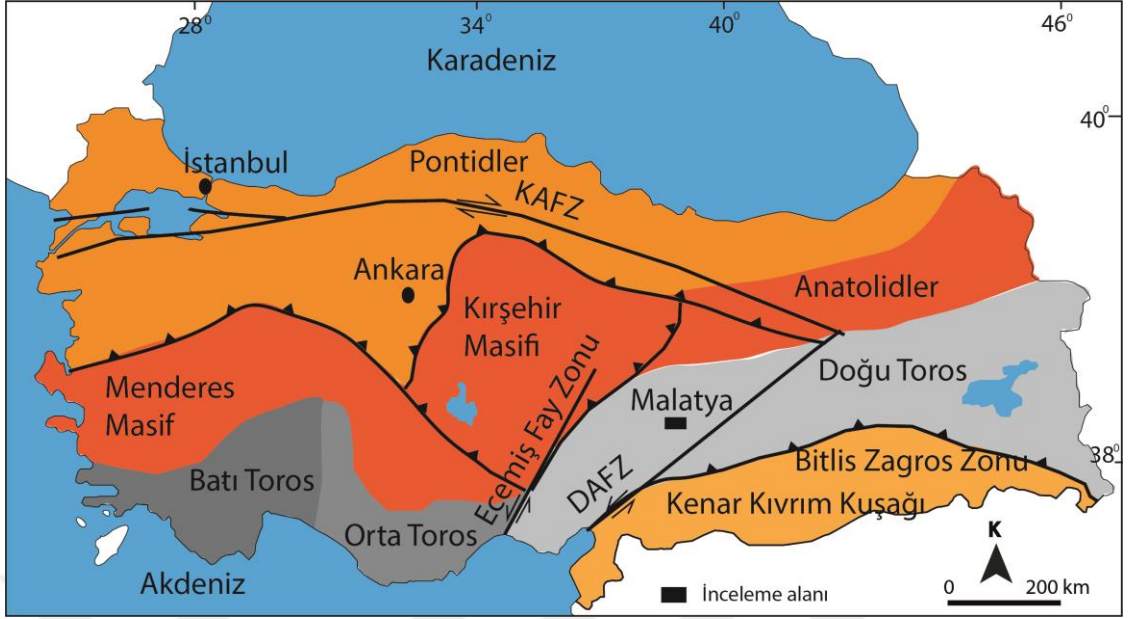 28⁰
34⁰
40⁰
46⁰
Karadeniz
40⁰
İstanbul
Pontidler
KAFZ
Ankara
Anatolidler
Kırşehir
Masifi
Menderes
Masif
Doğu Toros
Malatya
Ecemiş Fay Zonu
Batı Toros
DAFZ
Bitlis Zagros Zonu
38⁰
Kenar Kıvrım Kuşağı
Orta Toros
K
Akdeniz
İnceleme alanı
0 200 km